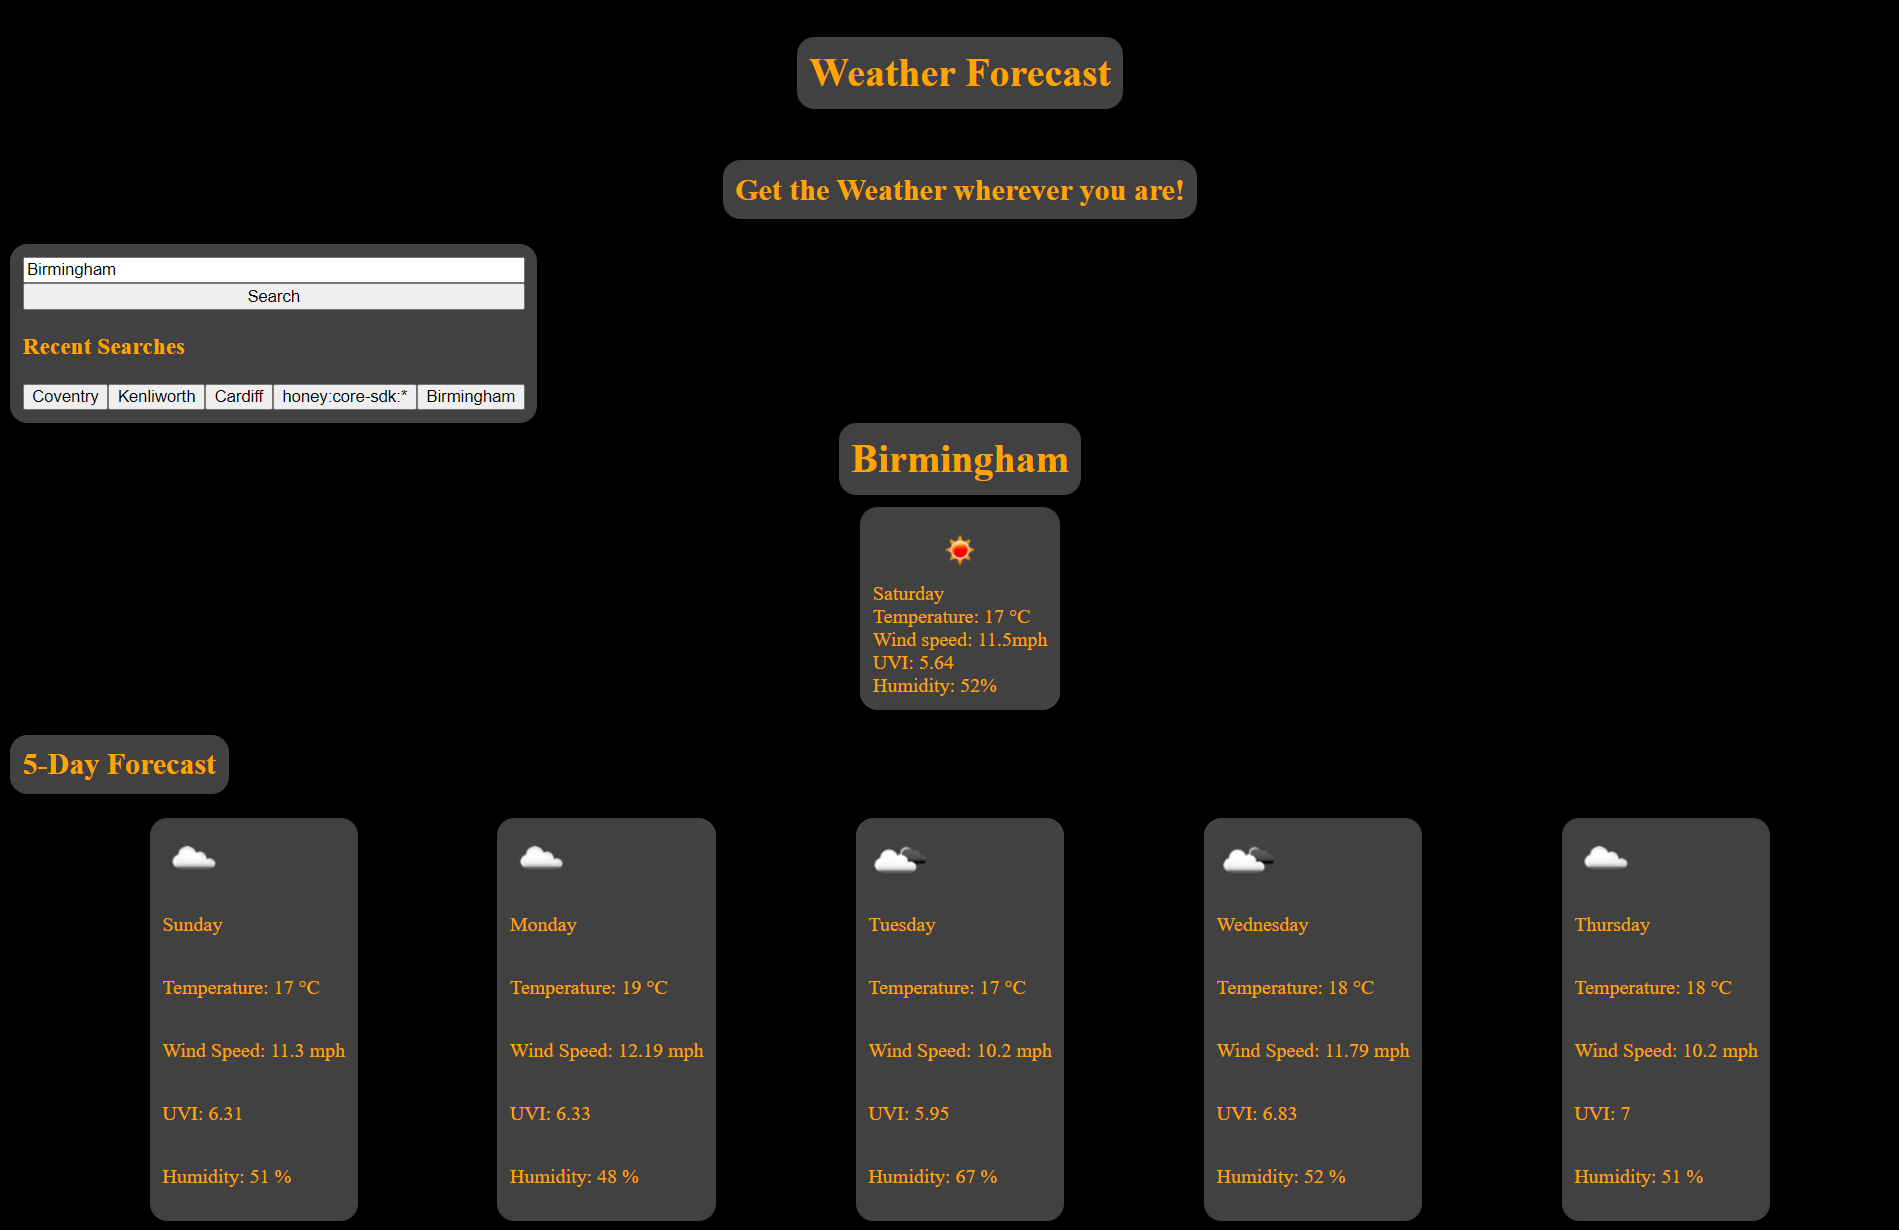 Weather Forecast
Get the Weather wherever you are!
Birmingham
Search
Recent Searches
Coventry Kenliworth Cardiff honey:core-sdk:* Birmingham
Birmingham
Saturday
Temperature: 17 °C
Wind speed: 11.5mph
UVI: 5.64
Humidity: 52%
5-Day Forecast
Sunday
Temperature: 17 °C
Wind Speed: 11.3 mph
UVI: 6.31
Humidity: 51 %
Monday
Temperature: 19 °C
Wind Speed: 12.19 mph
UVI: 6.33
Humidity: 48 %
Tuesday
Temperature: 17 °C
Wind Speed: 10.2 mph
UVI: 5.95
Humidity: 67 %
Wednesday
Temperature: 18 °C
Wind Speed: 11.79 mph
UVI: 6.83
Humidity: 52 %
Thursday
Temperature: 18 °C
Wind Speed: 10.2 mph
UVI: 7
Humidity: 51 %